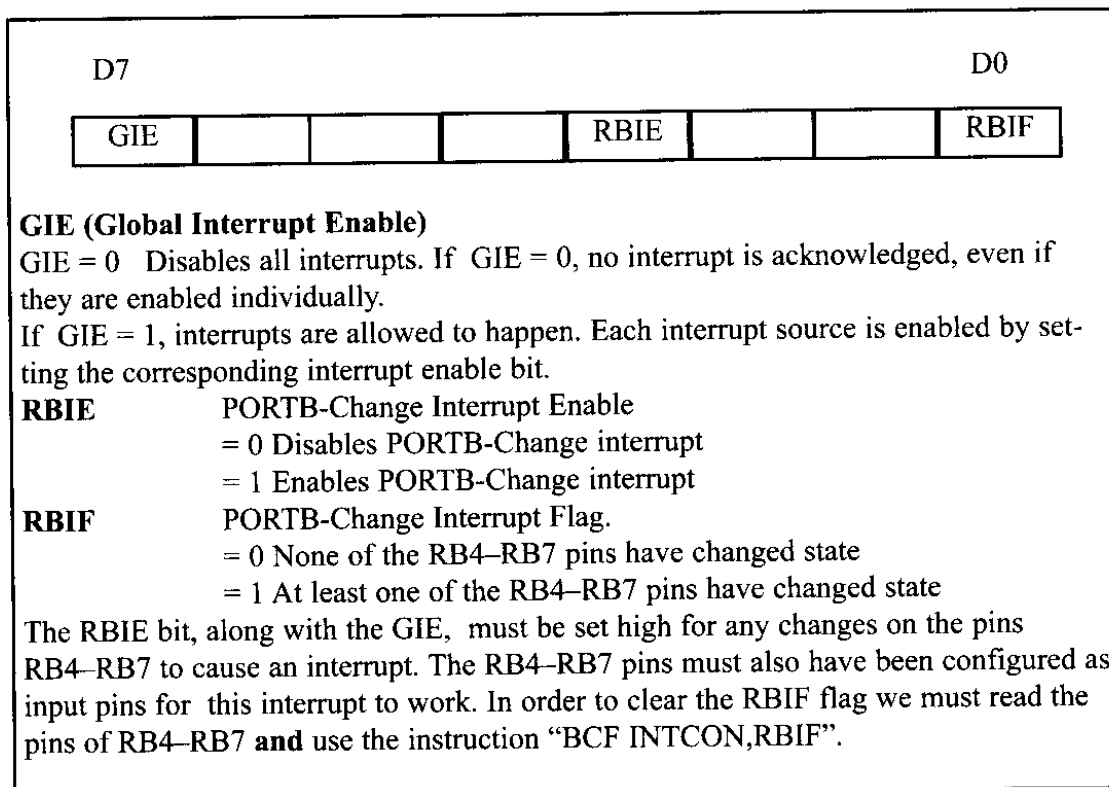 D7 D0
GIE RBIE RBIF
GIE (Global Interrupt Enable)
GIE = 0 Disables all interrupts. If GIE = 0, no interrupt is acknowledged, even if
they are enabled individually.
If GIE = 1, interrupts are allowed to happen. Each interrupt source is enabled by set-
ting the corresponding interrupt enable bit.
RBIE PORTB-Change Interrupt Enable
= 0 Disables PORTB-Change interrupt
= 1 Enables PORTB-Change interrupt
RBIF PORTB-Change Interrupt Flag.
= 0 None of the RB4–RB7 pins have changed state
= 1 At least one of the RB4–RB7 pins have changed state
The RBIE bit, along with the GIE, must be set high for any changes on the pins
RB4–RB7 to cause an interrupt. The RB4–RB7 pins must also have been configured as
input pins for this interrupt to work. In order to clear the RBIF flag we must read the
pins of RB4–RB7 and use the instruction “BCF INTCON,RBIF”.